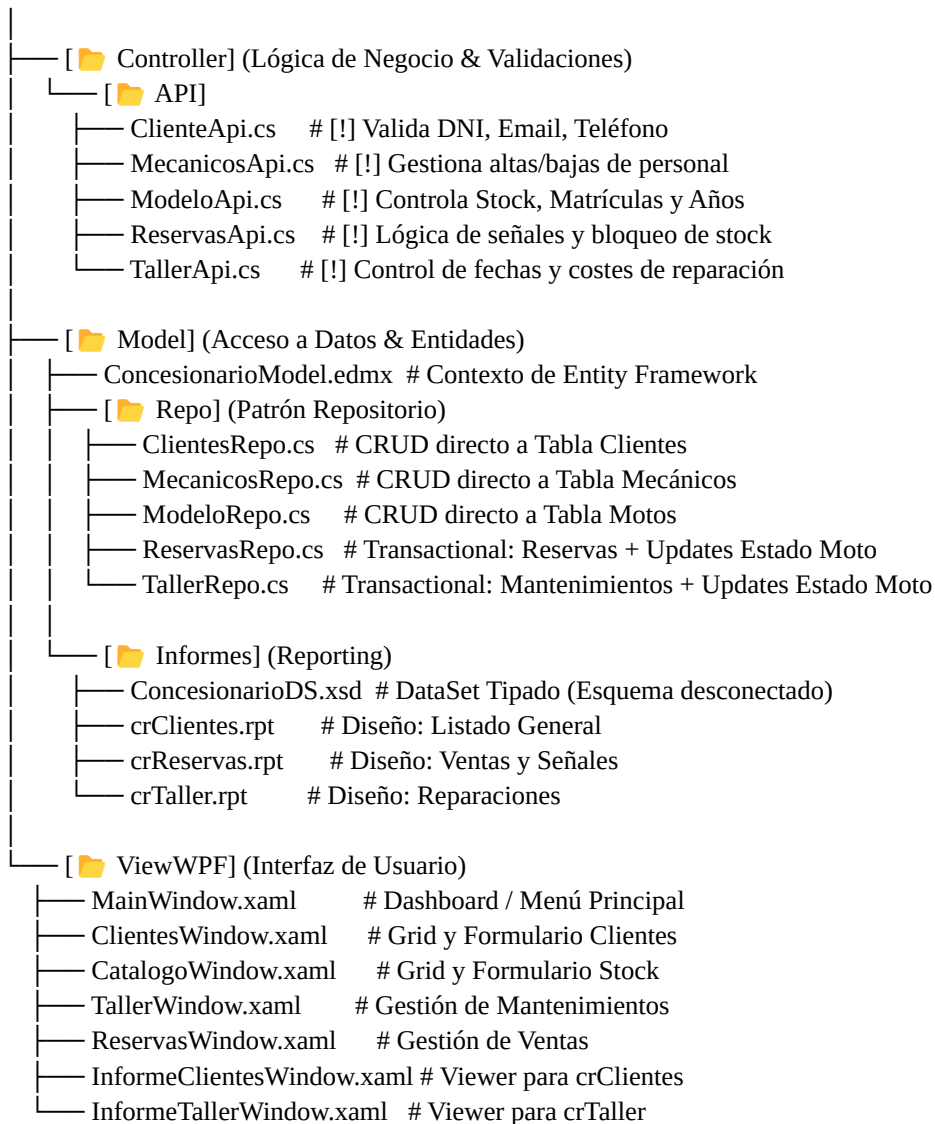 │
├── [📂 Controller] (Lógica de Negocio & Validaciones)
│   └── [📂 API]
│       ├── ClienteApi.cs     # [!] Valida DNI, Email, Teléfono
│       ├── MecanicosApi.cs   # [!] Gestiona altas/bajas de personal
│       ├── ModeloApi.cs      # [!] Controla Stock, Matrículas y Años
│       ├── ReservasApi.cs    # [!] Lógica de señales y bloqueo de stock
│       └── TallerApi.cs      # [!] Control de fechas y costes de reparación
│
├── [📂 Model] (Acceso a Datos & Entidades)
│   ├── ConcesionarioModel.edmx  # Contexto de Entity Framework
│   ├── [📂 Repo] (Patrón Repositorio)
│   │   ├── ClientesRepo.cs   # CRUD directo a Tabla Clientes
│   │   ├── MecanicosRepo.cs  # CRUD directo a Tabla Mecánicos
│   │   ├── ModeloRepo.cs     # CRUD directo a Tabla Motos
│   │   ├── ReservasRepo.cs   # Transactional: Reservas + Updates Estado Moto
│   │   └── TallerRepo.cs     # Transactional: Mantenimientos + Updates Estado Moto
│   │
│   └── [📂 Informes] (Reporting)
│       ├── ConcesionarioDS.xsd  # DataSet Tipado (Esquema desconectado)
│       ├── crClientes.rpt       # Diseño: Listado General
│       ├── crReservas.rpt       # Diseño: Ventas y Señales
│       └── crTaller.rpt         # Diseño: Reparaciones
│
└── [📂 ViewWPF] (Interfaz de Usuario)
    ├── MainWindow.xaml          # Dashboard / Menú Principal
    ├── ClientesWindow.xaml      # Grid y Formulario Clientes
    ├── CatalogoWindow.xaml      # Grid y Formulario Stock
    ├── TallerWindow.xaml        # Gestión de Mantenimientos
    ├── ReservasWindow.xaml      # Gestión de Ventas
    ├── InformeClientesWindow.xaml # Viewer para crClientes
    └── InformeTallerWindow.xaml   # Viewer para crTaller